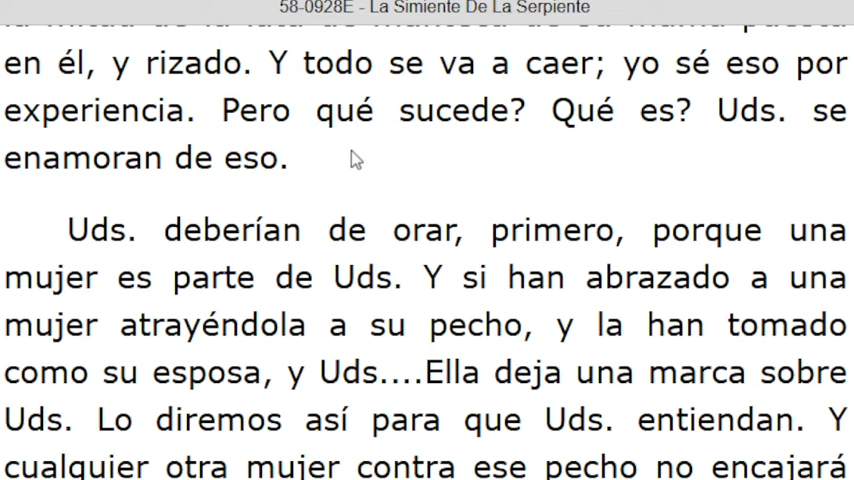 58-0928E - La Simiente De La Serpiente
en él, y rizado. Y todo se va a caer; yo sé eso por
experiencia. Pero qué sucede? Qué es? Uds. se
enamoran de eso.
Uds. deberían de orar, primero, porque una
mujer es parte de Uds. Y si han abrazado a una
mujer atrayéndola a su pecho, y la han tomado
como su esposa, y Uds....Ella deja una marca sobre
Uds. Lo diremos así para que Uds. entiendan. Y
cualquier otra mujer contra ese pecho no encajará